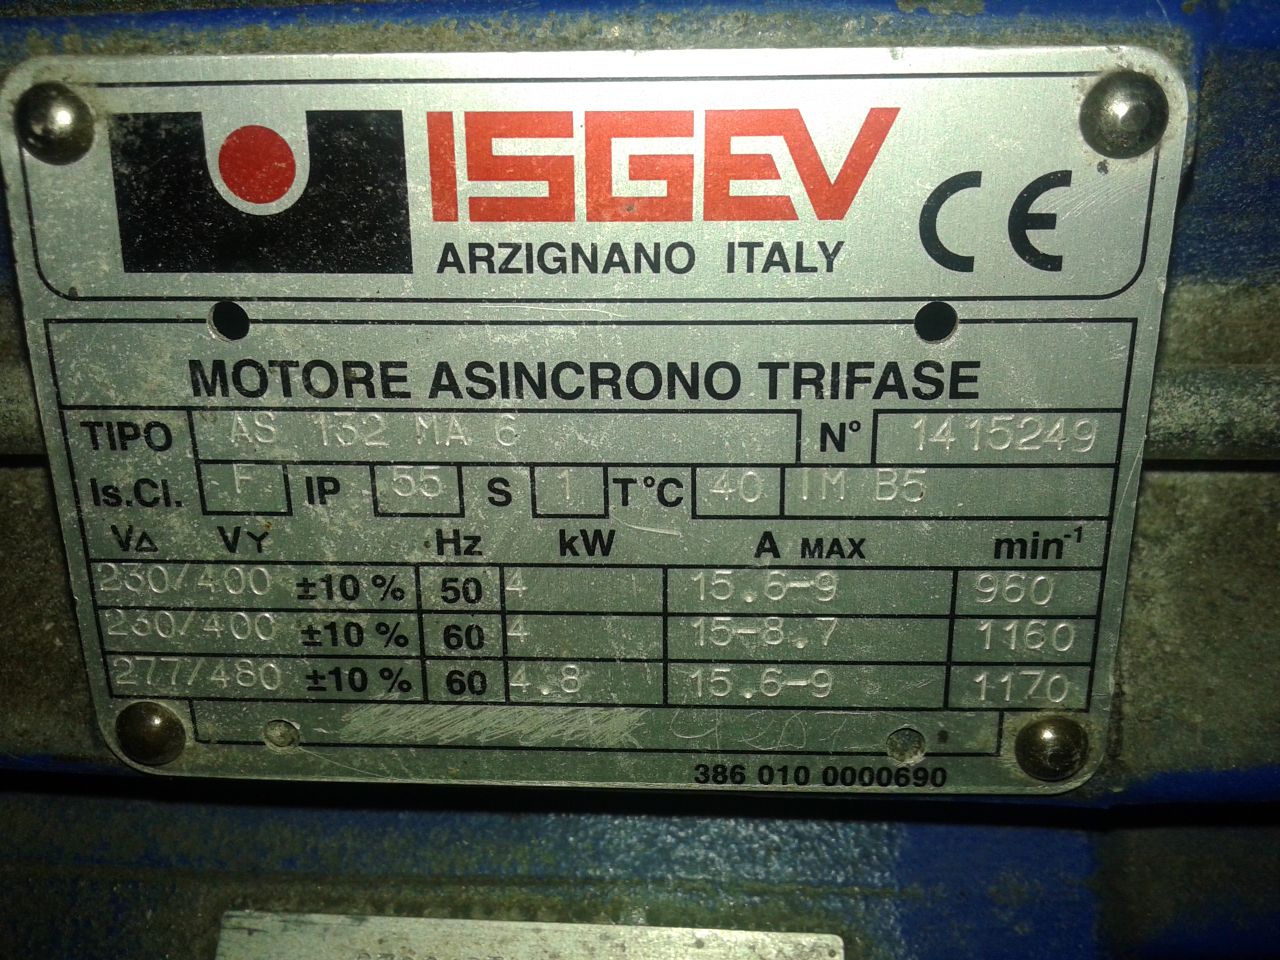 ISGEV
ARZIGNANO ITALY
CE
MOTORE ASINCRONO TRIFASE
TIPO AS 132 MA 6 N° 1415249
Is.Cl. F IP 55 S 1 T°C 40 IM B5
V△ VY Hz kW A MAX min-1
230/400 ±10 % 50 4 15.6-9 960
230/400 ±10 % 60 4 15-8.7 1160
277/480 ±10 % 60 4.8 15.6-9 1170
386 010 0000690